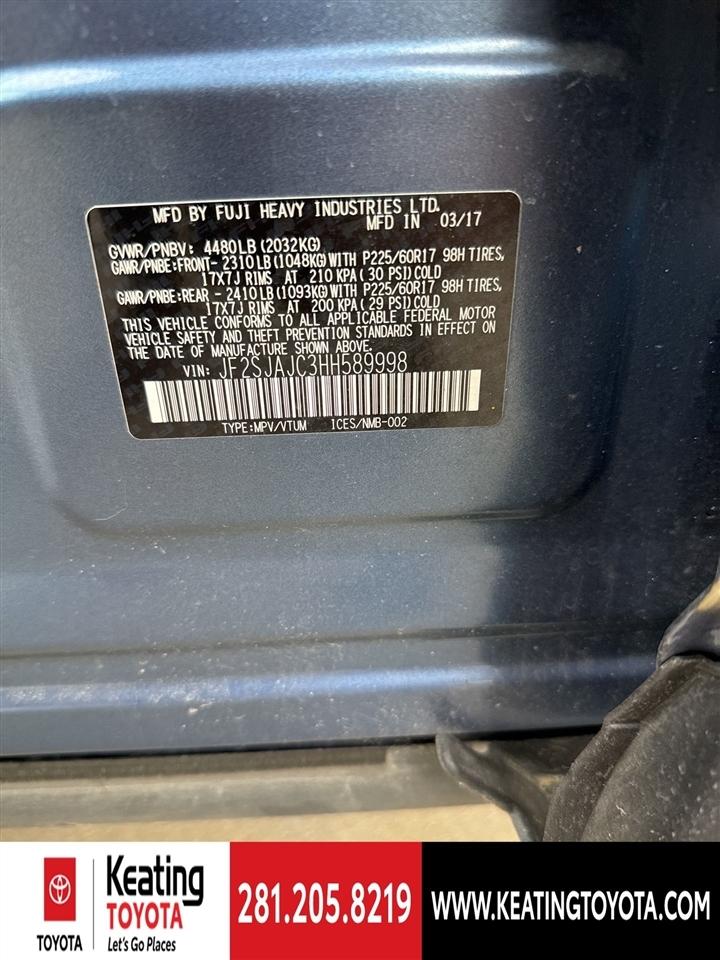 MFD BY FUJI HEAVY INDUSTRIES LTD.
MFD IN 03/17
GVWR/PNBV: 4480LB(2032KG)
GAWR/PNBE:FRONT-2310LB(1048KG)WITH P225/60R17 98H TIRES,
17X7J RIMS AT 210 KPA(30 PSI)COLD
GAWR/PNBE:REAR -2410LB(1093KG)WITH P225/60R17 98H TIRES,
17X7J RIMS AT 200 KPA(29 PSI)COLD
THIS VEHICLE CONFORMS TO ALL APPLICABLE FEDERAL MOTOR
VEHICLE SAFETY AND THEFT PREVENTION STANDARDS IN EFFECT ON
THE DATE OF MANUFACTURE SHOWN ABOVE.
VIN: JF2SJAJC3HH589998
TYPE:MPV/VTUM ICES/NMB-002
TOYOTA
Keating
TOYOTA
Let's Go Places
281.205.8219
WWW.KEATINGTOYOTA.COM